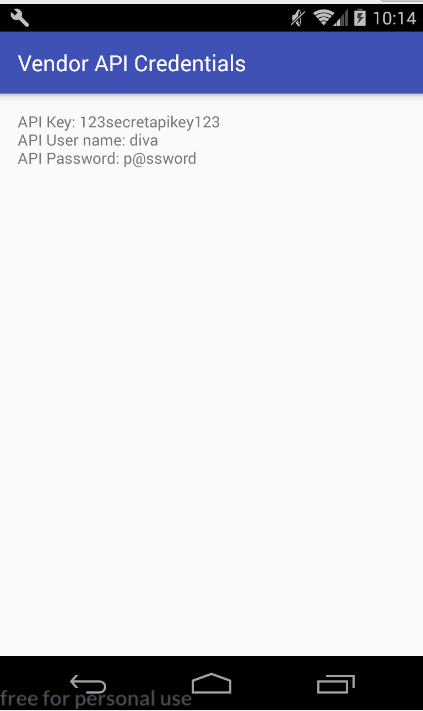 10:14
Vendor API Credentials
API Key: 123secretapikey123
API User name: diva
API Password: p@ssword
free for personal use